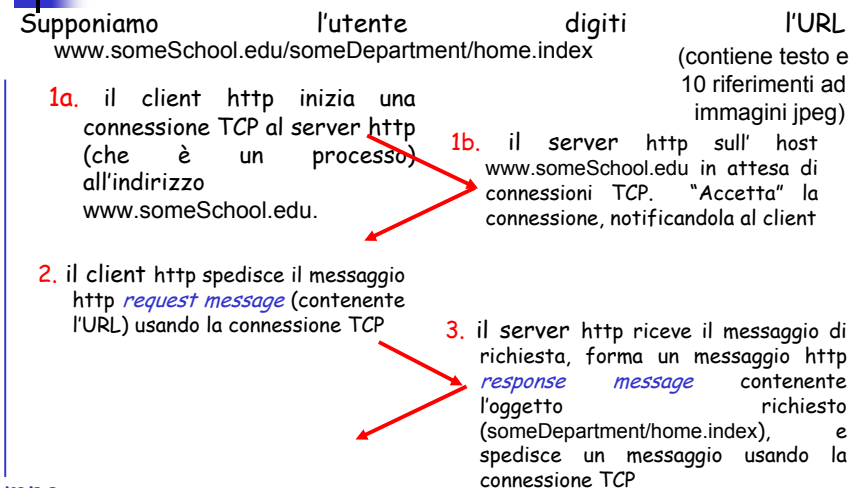 Supponiamo l'utente digiti l'URL
www.someSchool.edu/someDepartment/home.index
(contiene testo e
10 riferimenti ad
immagini jpeg)
1a. il client http inizia una
connessione TCP al server http
(che è un processo)
all'indirizzo
www.someSchool.edu.
1b. il server http sull' host
www.someSchool.edu in attesa di
connessioni TCP. "Accetta" la
connessione, notificandola al client
2. il client http spedisce il messaggio
http request message (contenente
l'URL) usando la connessione TCP
3. il server http riceve il messaggio di
richiesta, forma un messaggio http
response message contenente
l'oggetto richiesto
(someDepartment/home.index), e
spedisce un messaggio usando la
connessione TCP